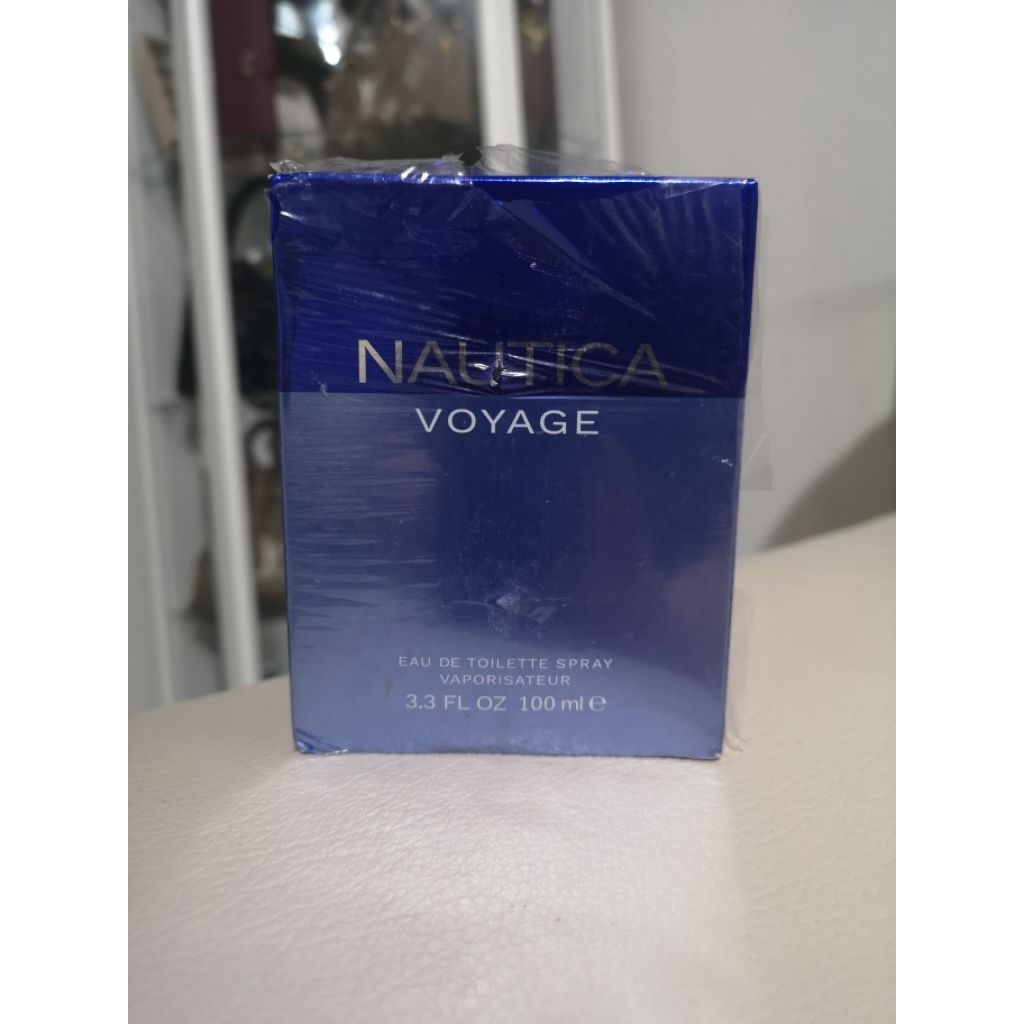 NAUTICA
VOYAGE
EAU DE TOILETTE SPRAY
VAPORISATEUR
3.3 FL OZ 100 ml ℮